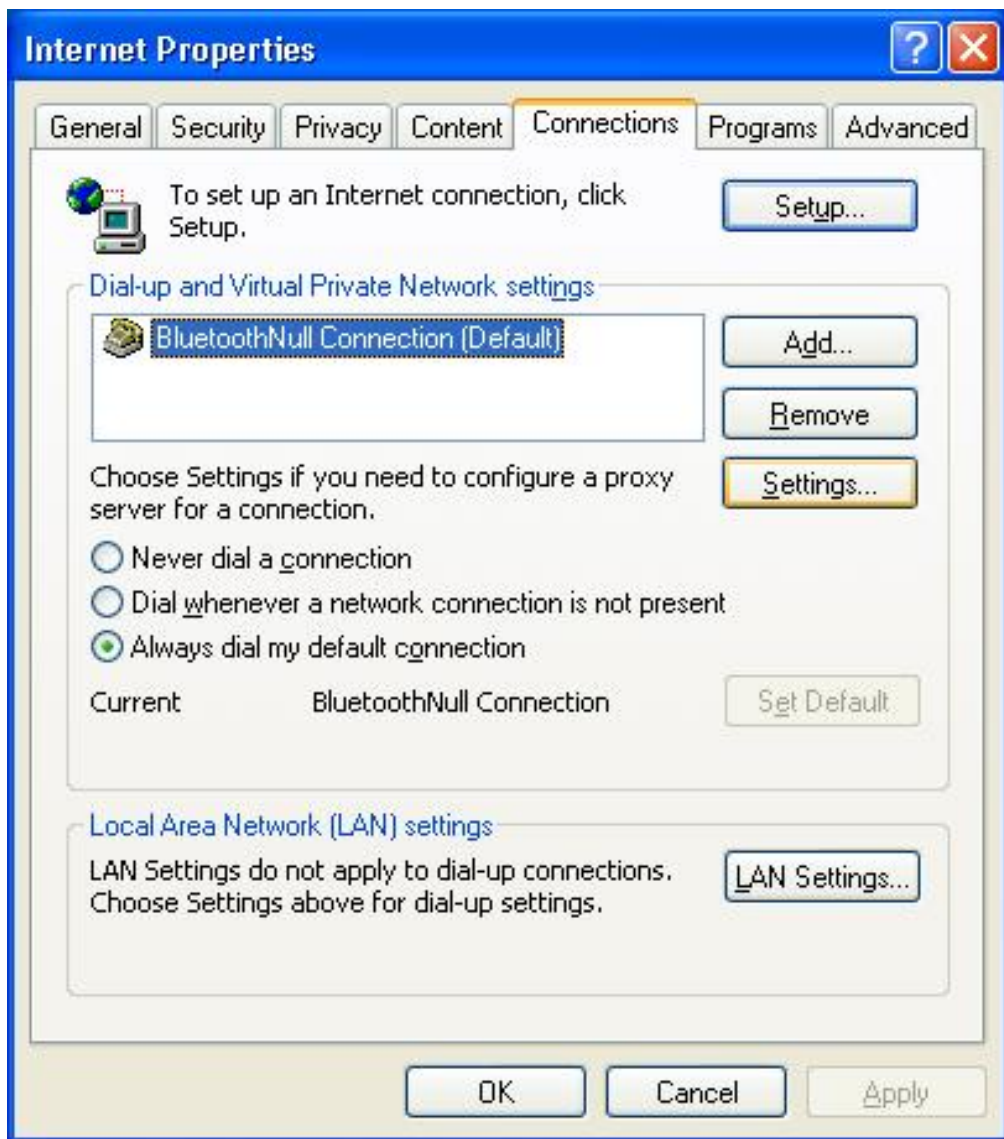 Internet Properties
General Security Privacy Content Connections Programs Advanced
To set up an Internet connection, click
Setup.
Setup...
Dial-up and Virtual Private Network settings
BluetoothNull Connection (Default)
Add...
Remove
Choose Settings if you need to configure a proxy
server for a connection.
Settings...
Never dial a connection
Dial whenever a network connection is not present
Always dial my default connection
Current BluetoothNull Connection Set Default
Local Area Network (LAN) settings
LAN Settings do not apply to dial-up connections.
Choose Settings above for dial-up settings.
LAN Settings...
OK Cancel Apply